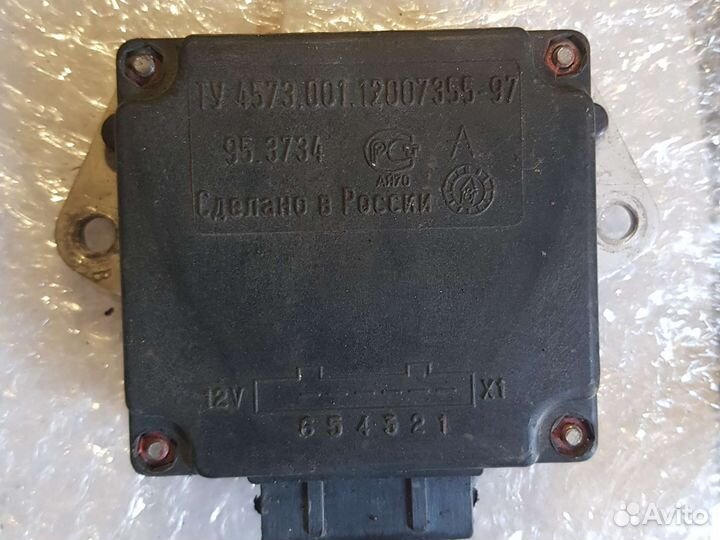 ТУ 4573.001.12007355-97
95.3734 РСТ А
АЯ70
Сделано в России
12V X1
6 5 4 3 2 1
Avito